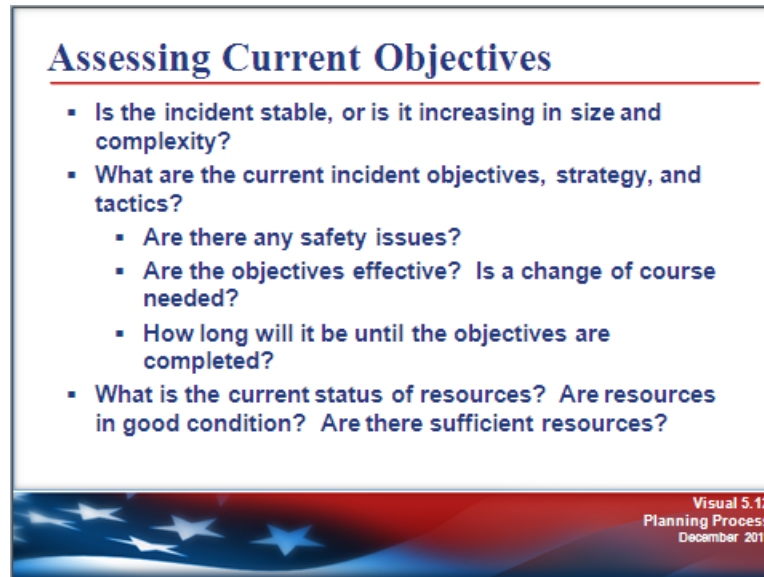 Assessing Current Objectives
▪ Is the incident stable, or is it increasing in size and
complexity?
▪ What are the current incident objectives, strategy, and
tactics?
▪ Are there any safety issues?
▪ Are the objectives effective? Is a change of course
needed?
▪ How long will it be until the objectives are
completed?
▪ What is the current status of resources? Are resources
in good condition? Are there sufficient resources?
Visual
Planning
December